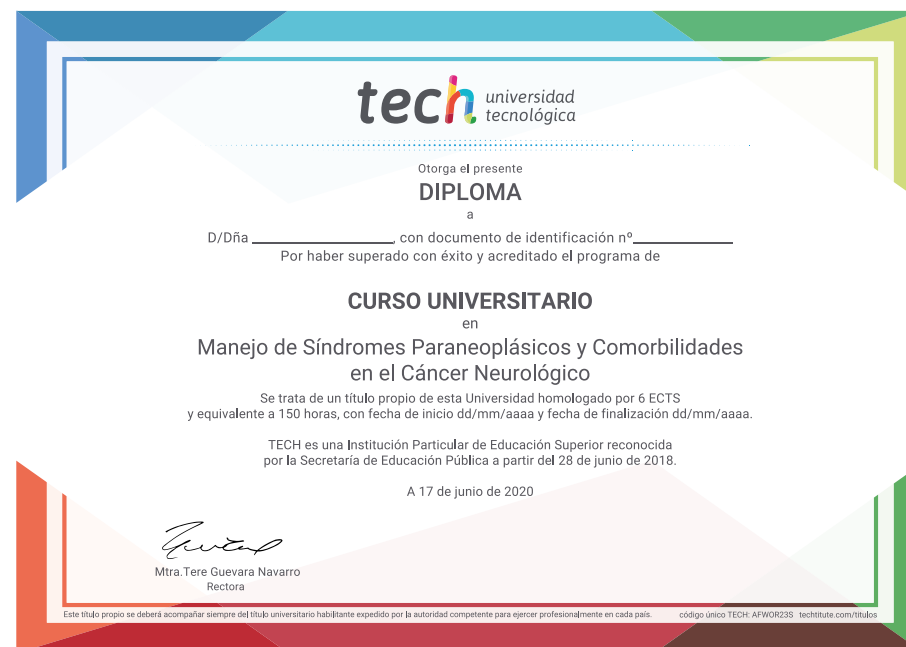 tech universidad
tecnológica
Otorga el presente
DIPLOMA
a
D/Dña ____________________, con documento de identificación nº______________
Por haber superado con éxito y acreditado el programa de
CURSO UNIVERSITARIO
en
Manejo de Síndromes Paraneoplásicos y Comorbilidades
en el Cáncer Neurológico
Se trata de un título propio de esta Universidad homologado por 6 ECTS
y equivalente a 150 horas, con fecha de inicio dd/mm/aaaa y fecha de finalización dd/mm/aaaa.
TECH es una Institución Particular de Educación Superior reconocida
por la Secretaría de Educación Pública a partir del 28 de junio de 2018.
A 17 de junio de 2020
Mtra.Tere Guevara Navarro
Rectora
Este título propio se deberá acompañar siempre del título universitario habilitante expedido por la autoridad competente para ejercer profesionalmente en cada país. código único TECH: AFWOR23S techtitute.com/titulos